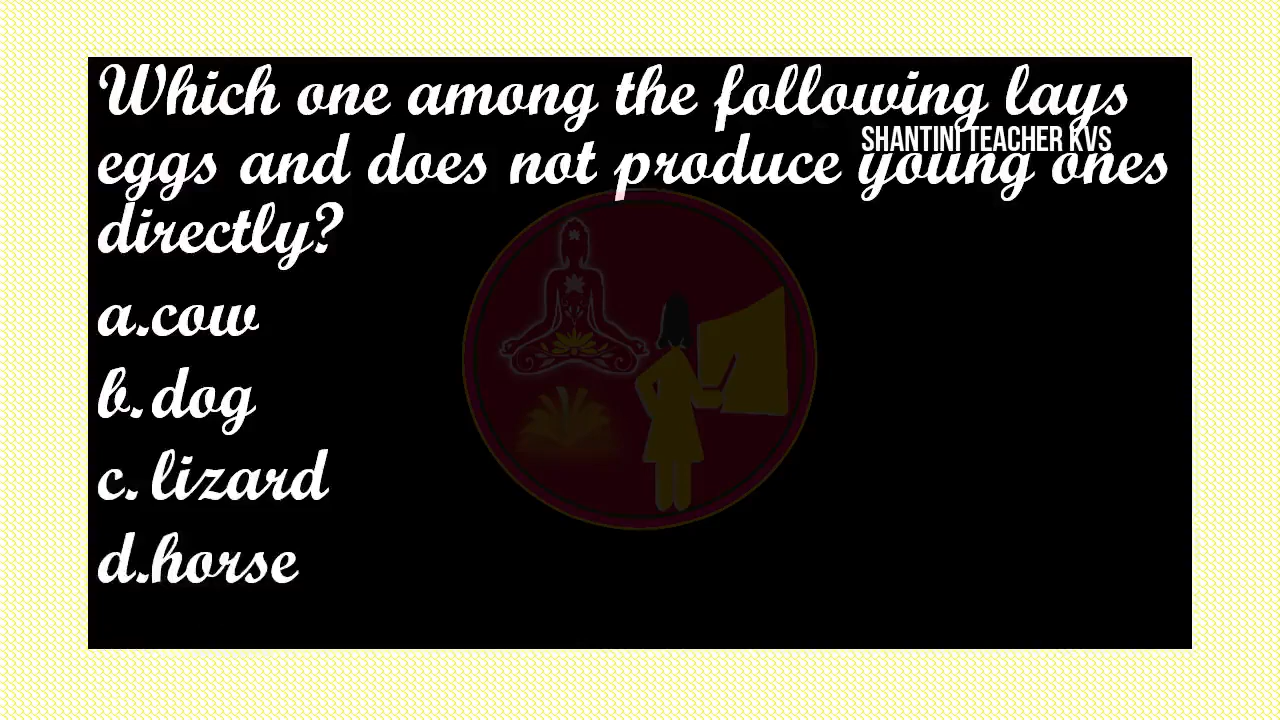 Which one among the following lays
SHANTINI TEACHER KVS
eggs and does not produce young ones
directly?
a.cow
b.dog
c. lizard
d.horse